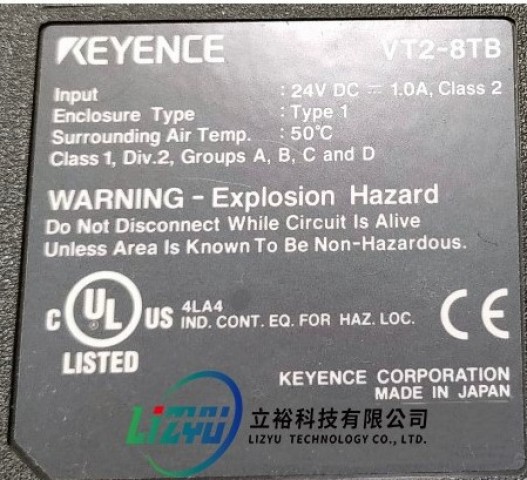 KEYENCE VT2-8TB
Input : 24V DC ⎓ 1.0A, Class 2
Enclosure Type : Type 1
Surrounding Air Temp. : 50℃
Class 1, Div.2, Groups A, B, C and D
WARNING - Explosion Hazard
Do Not Disconnect While Circuit Is Alive
Unless Area Is Known To Be Non-Hazardous.
C UL US 4LA4
IND. CONT. EQ. FOR HAZ. LOC. CE
LISTED
KEYENCE CORPORATION
MADE IN JAPAN
LIZYU 立裕科技有限公司
LIZYU TECHNOLOGY CO., LTD.